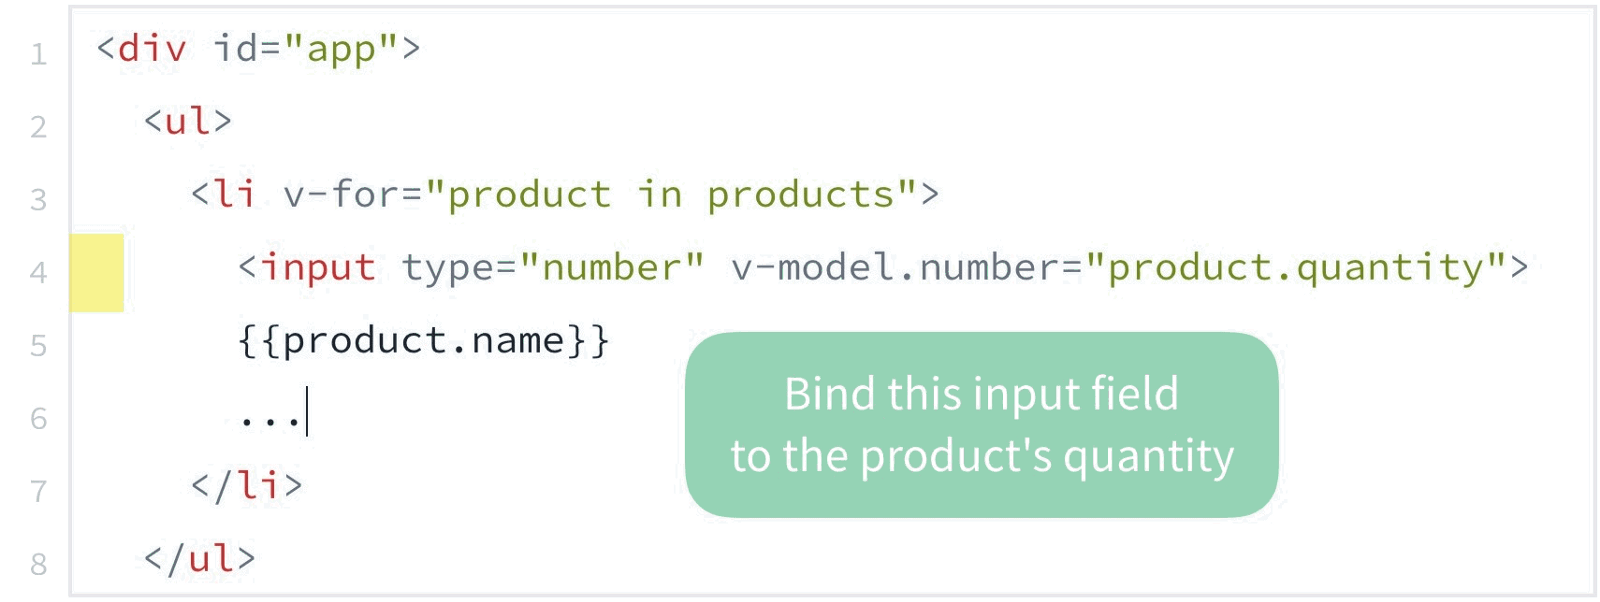 1 <div id="app">
2 <ul>
3 <li v-for="product in products">
4 <input type="number" v-model.number="product.quantity">
5 {{product.name}}
6 ...
Bind this input field
to the product's quantity
7 </li>
8 </ul>